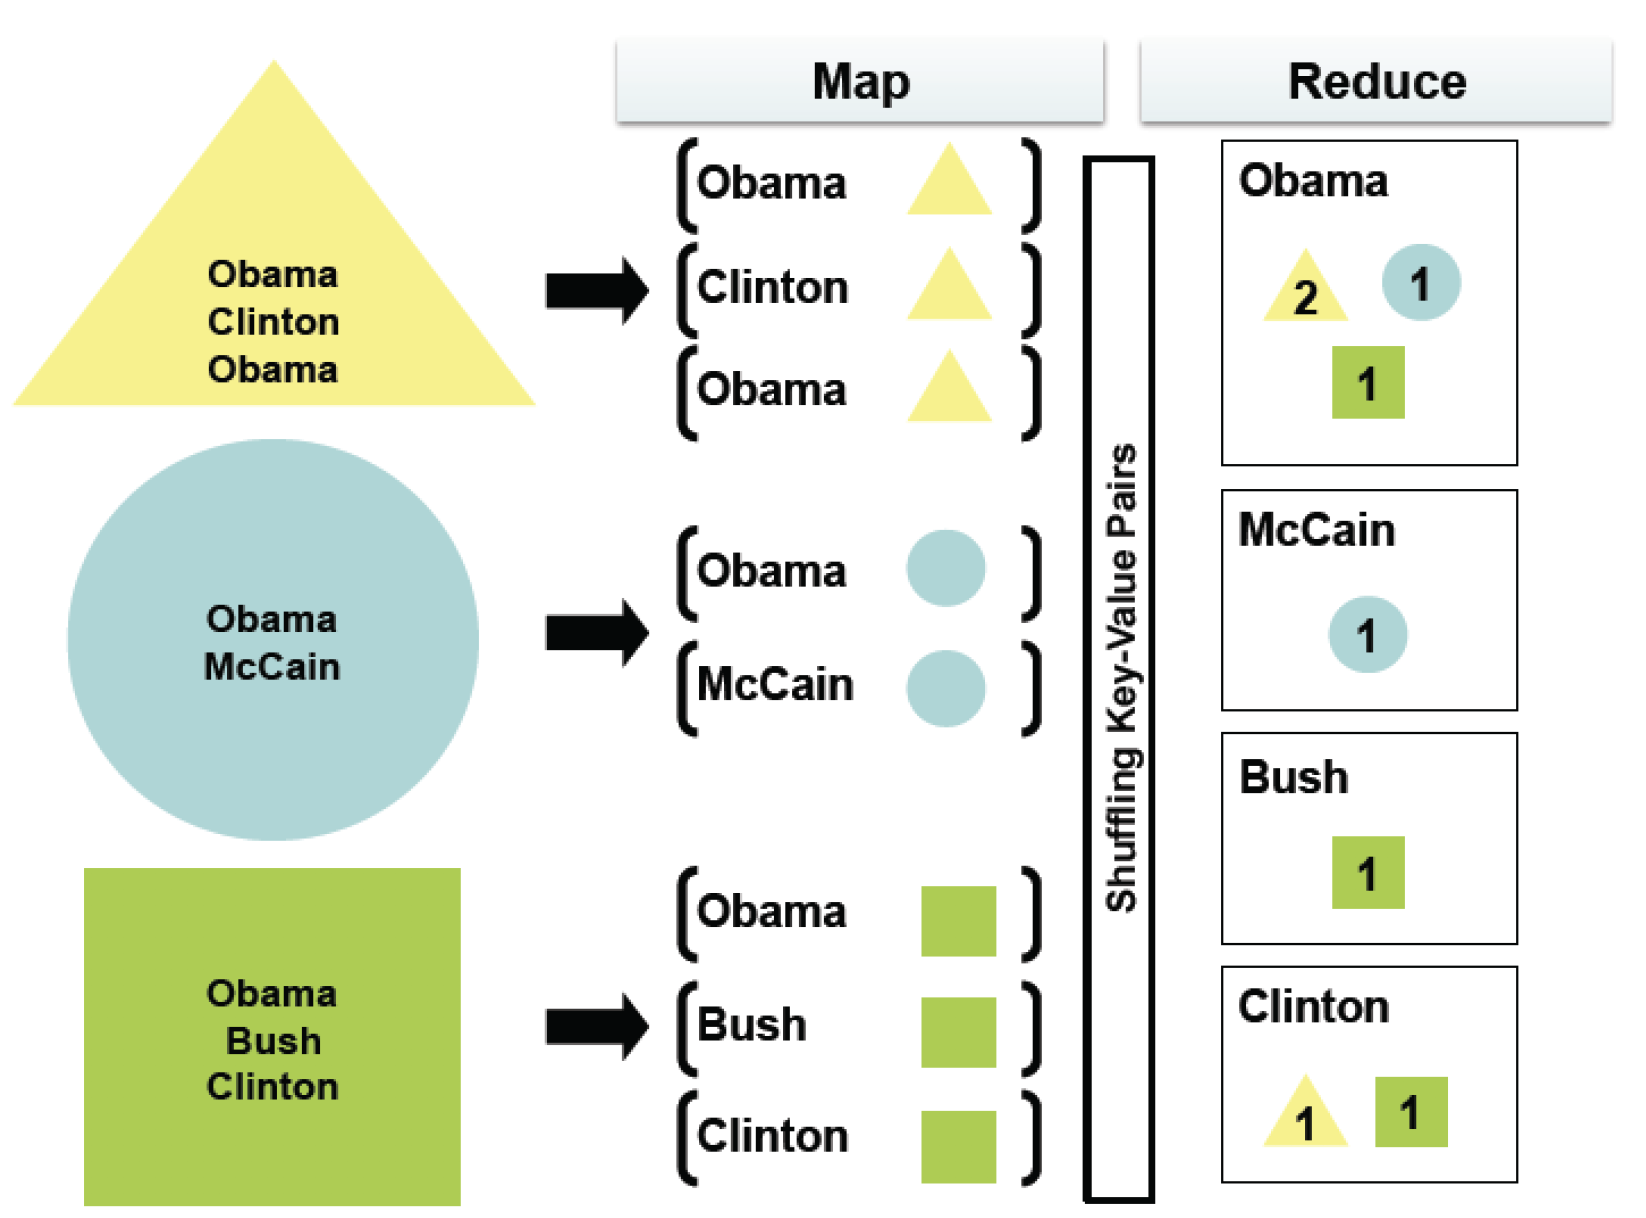 Map
Reduce
Obama
Clinton
Obama
Obama
Clinton
Obama
Obama
McCain
Obama
McCain
Obama
Bush
Clinton
Obama
Bush
Clinton
Shuffling Key-Value Pairs
Obama
2
1
1
McCain
1
Bush
1
Clinton
1
1